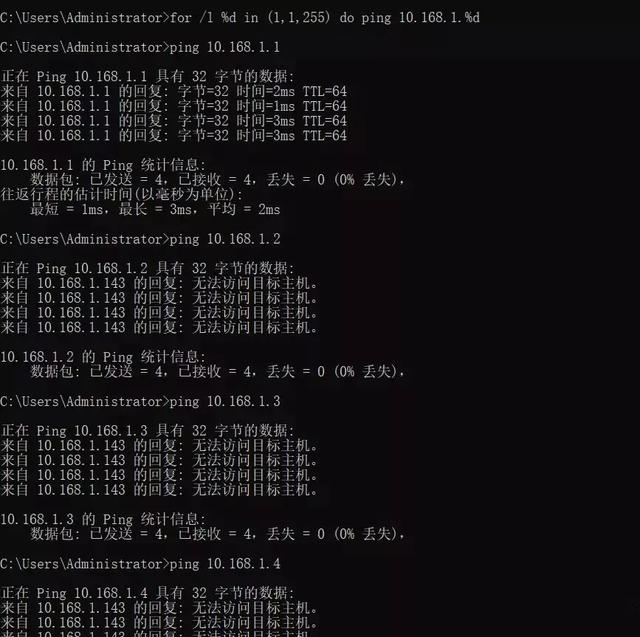 C:\Users\Administrator>for /l %d in (1,1,255) do ping 10.168.1.%d
C:\Users\Administrator>ping 10.168.1.1
正在 Ping 10.168.1.1 具有 32 字节的数据:
来自 10.168.1.1 的回复: 字节=32 时间=2ms TTL=64
来自 10.168.1.1 的回复: 字节=32 时间=1ms TTL=64
来自 10.168.1.1 的回复: 字节=32 时间=3ms TTL=64
来自 10.168.1.1 的回复: 字节=32 时间=3ms TTL=64
10.168.1.1 的 Ping 统计信息:
数据包: 已发送 = 4，已接收 = 4，丢失 = 0 (0% 丢失)，
往返行程的估计时间(以毫秒为单位):
最短 = 1ms，最长 = 3ms，平均 = 2ms
C:\Users\Administrator>ping 10.168.1.2
正在 Ping 10.168.1.2 具有 32 字节的数据:
来自 10.168.1.143 的回复: 无法访问目标主机。
来自 10.168.1.143 的回复: 无法访问目标主机。
来自 10.168.1.143 的回复: 无法访问目标主机。
来自 10.168.1.143 的回复: 无法访问目标主机。
10.168.1.2 的 Ping 统计信息:
数据包: 已发送 = 4，已接收 = 4，丢失 = 0 (0% 丢失)，
C:\Users\Administrator>ping 10.168.1.3
正在 Ping 10.168.1.3 具有 32 字节的数据:
来自 10.168.1.143 的回复: 无法访问目标主机。
来自 10.168.1.143 的回复: 无法访问目标主机。
来自 10.168.1.143 的回复: 无法访问目标主机。
来自 10.168.1.143 的回复: 无法访问目标主机。
10.168.1.3 的 Ping 统计信息:
数据包: 已发送 = 4，已接收 = 4，丢失 = 0 (0% 丢失)，
C:\Users\Administrator>ping 10.168.1.4
正在 Ping 10.168.1.4 具有 32 字节的数据:
来自 10.168.1.143 的回复: 无法访问目标主机。
来自 10.168.1.143 的回复: 无法访问目标主机。
来自 10.168.1.143 的回复: 无法访问目标主机。